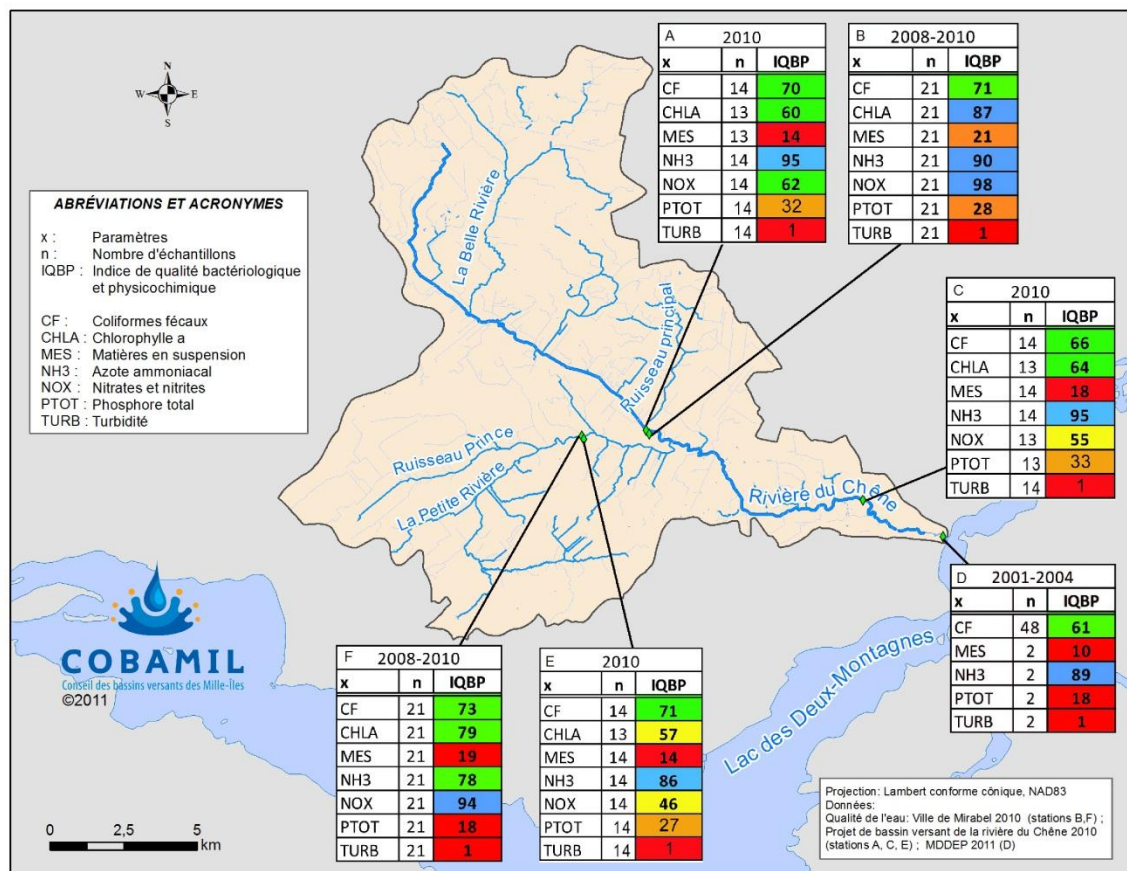 N
W E
S
ABRÉVIATIONS ET ACRONYMES
x : Paramètres
n : Nombre d'échantillons
IQBP : Indice de qualité bactériologique
et physicochimique
CF : Coliformes fécaux
CHLA : Chlorophylle a
MES : Matières en suspension
NH3 : Azote ammoniacal
NOX : Nitrates et nitrites
PTOT : Phosphore total
TURB : Turbidité
A 2010
x n IQBP
CF 14 70
CHLA 13 60
MES 13 14
NH3 14 95
NOX 14 62
PTOT 14 32
TURB 14 1
B 2008-2010
x n IQBP
CF 21 71
CHLA 21 87
MES 21 21
NH3 21 90
NOX 21 98
PTOT 21 28
TURB 21 1
C 2010
x n IQBP
CF 14 66
CHLA 13 64
MES 14 18
NH3 14 95
NOX 13 55
PTOT 13 33
TURB 14 1
D 2001-2004
x n IQBP
CF 48 61
MES 2 10
NH3 2 89
PTOT 2 18
TURB 2 1
La Belle Rivière
Ruisseau principal
Ruisseau Prince
La Petite Rivière
Rivière du Chêne
Lac des Deux-Montagnes
COBAMIL
Conseil des bassins versants des Mille-Îles
©2011
F 2008-2010
x n IQBP
CF 21 73
CHLA 21 79
MES 21 19
NH3 21 78
NOX 21 94
PTOT 21 18
TURB 21 1
E 2010
x n IQBP
CF 14 71
CHLA 13 57
MES 14 14
NH3 14 86
NOX 14 46
PTOT 14 27
TURB 14 1
0 2,5 5
km
Projection: Lambert conforme cônique, NAD83
Données:
Qualité de l'eau: Ville de Mirabel 2010 (stations B,F) ;
Projet de bassin versant de la rivière du Chêne 2010
(stations A, C, E) ; MDDEP 2011 (D)